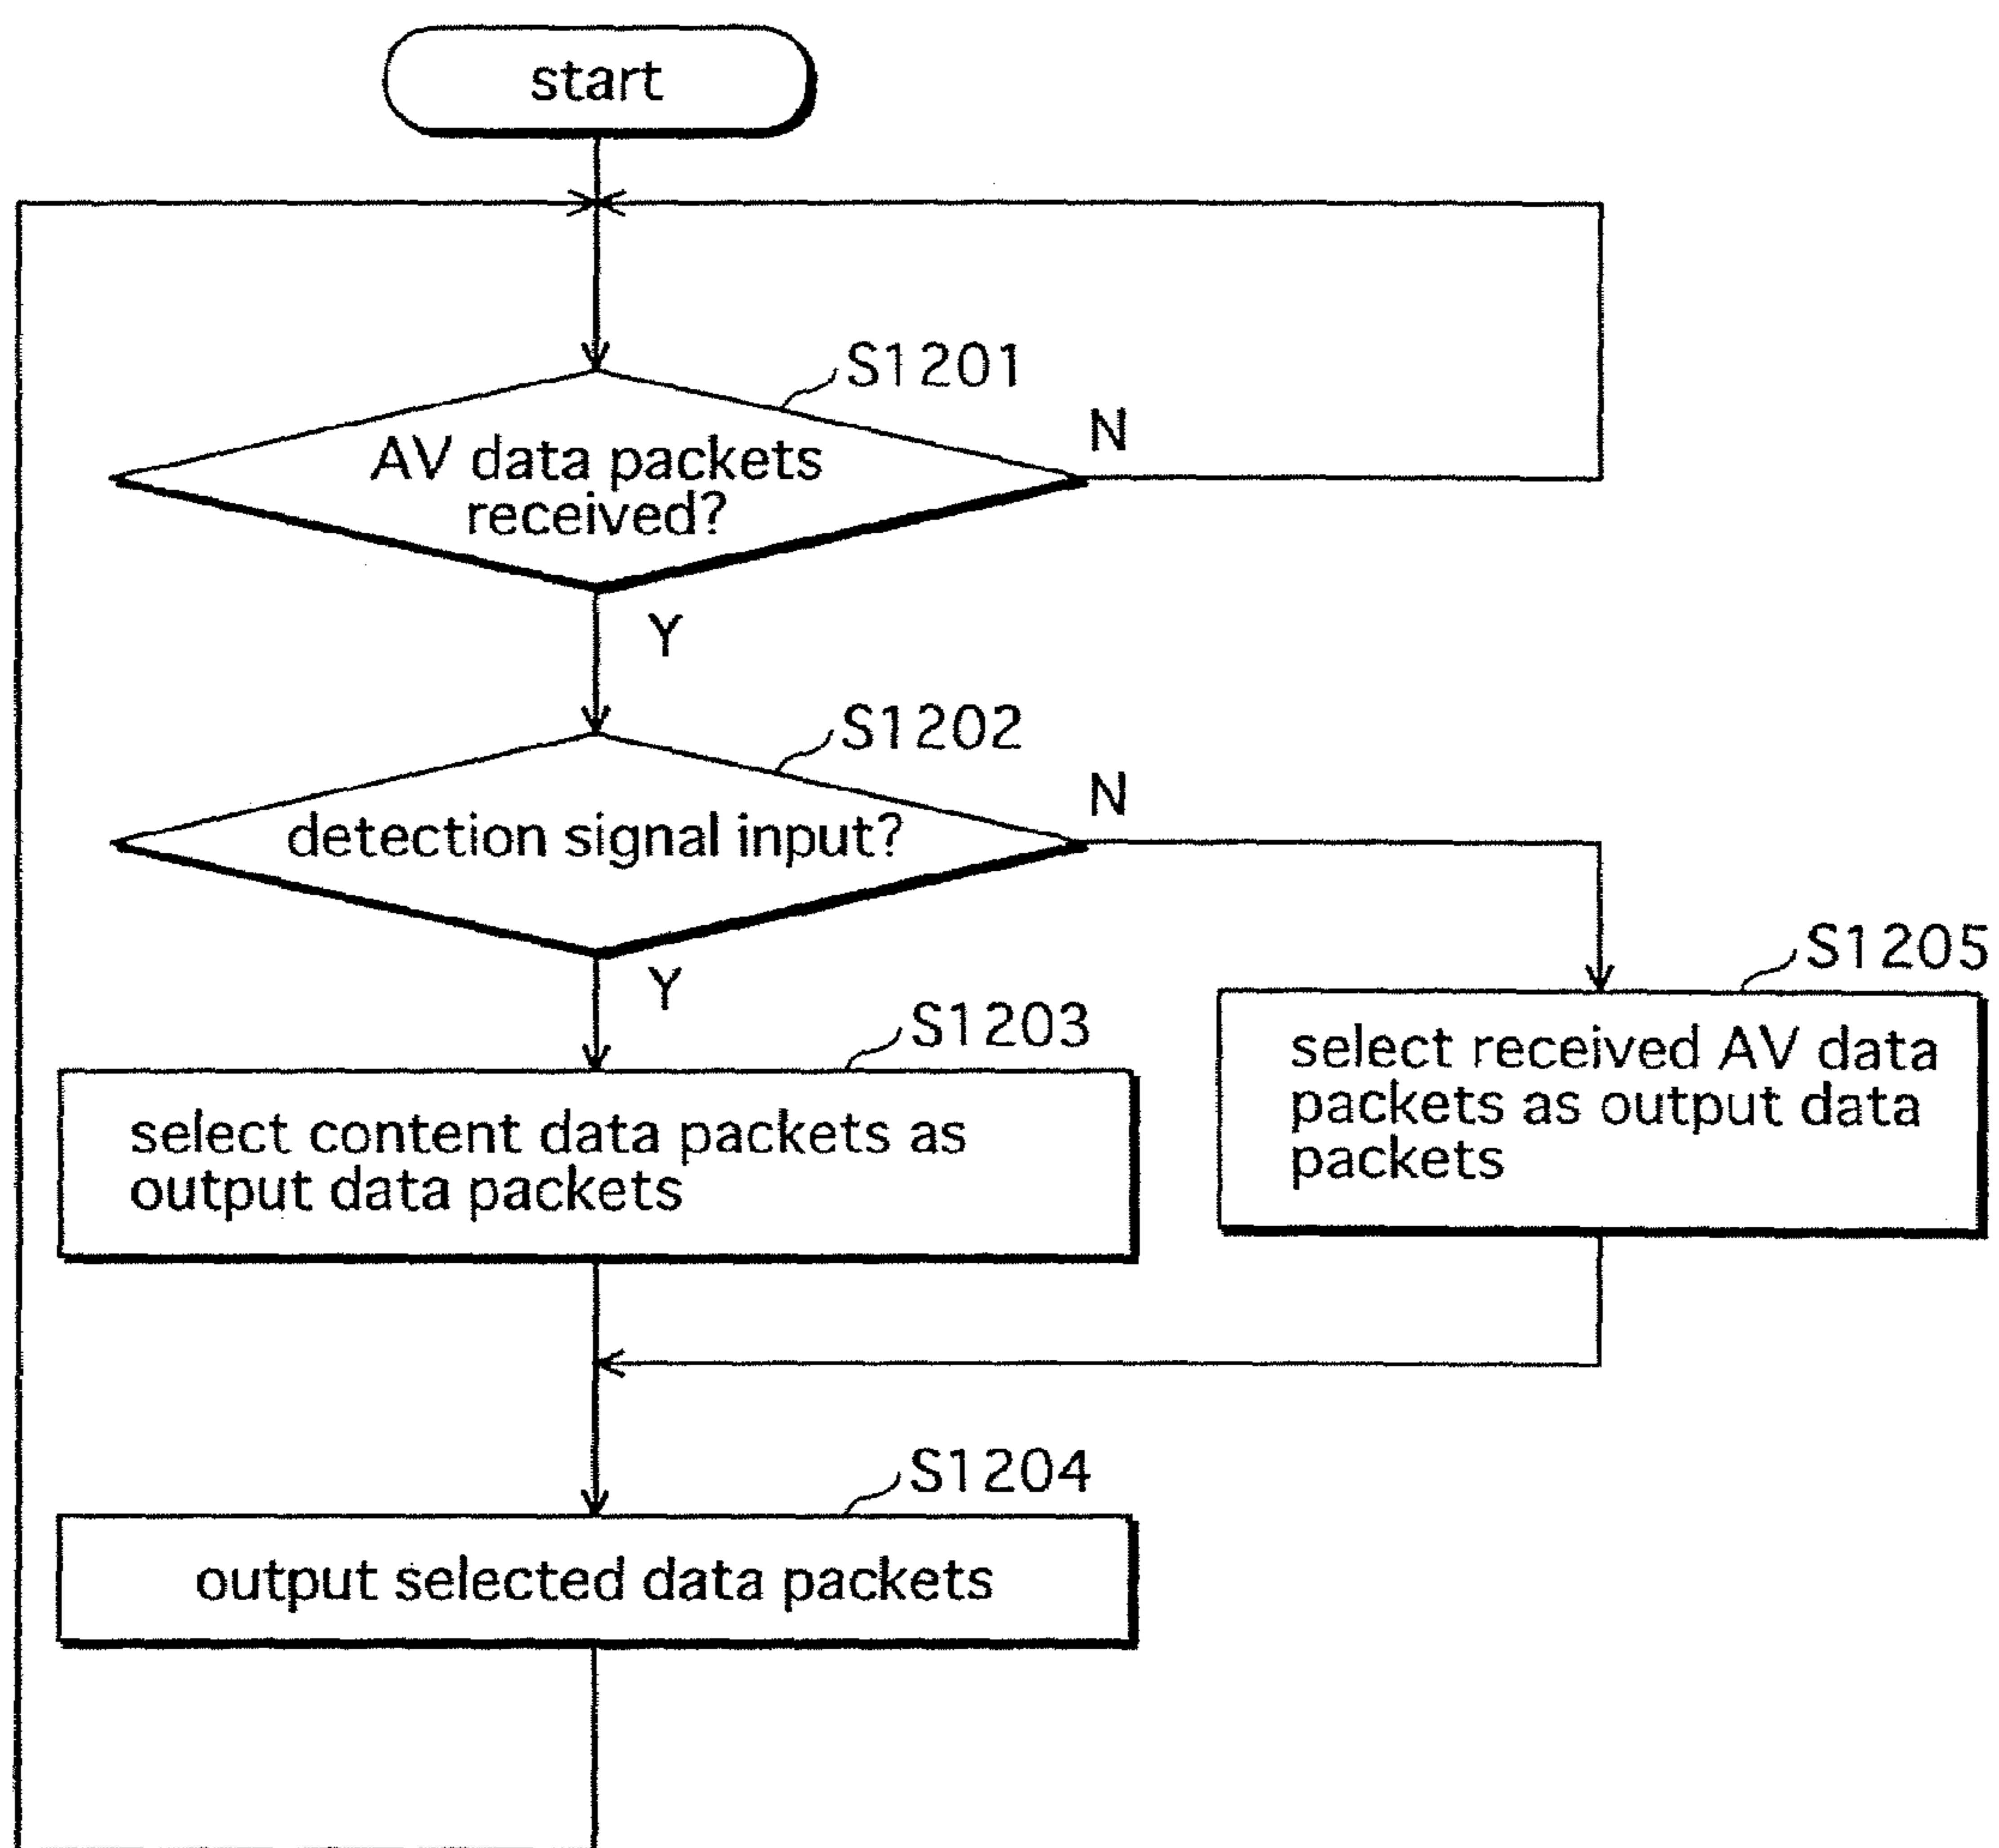 start
S1201
AV data packets
received?
N
Y
S1202
detection signal input?
N
Y
S1205
select received AV data
packets as output data
packets
S1203
select content data packets as
output data packets
S1204
output selected data packets